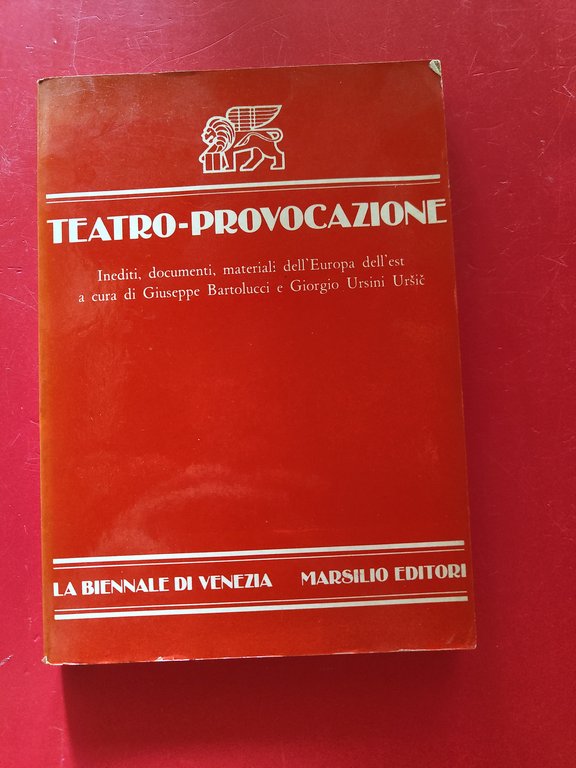 TEATRO-PROVOCAZIONE
Inediti, documenti, materiali dell'Europa dell'est
a cura di Giuseppe Bartolucci e Giorgio Ursini Uršič
LA BIENNALE DI VENEZIA MARSILIO EDITORI